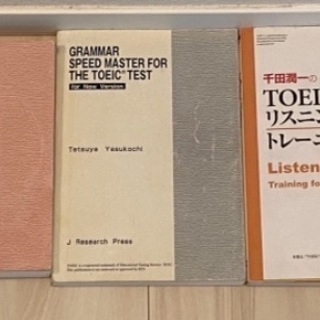 GRAMMAR
SPEED MASTER FOR
THE TOEIC® TEST
for New Version
Tetsuya Yasukochi
J Research Press
千田潤一の
TOEI
リスニン
トレーニ
Listen
Training fo